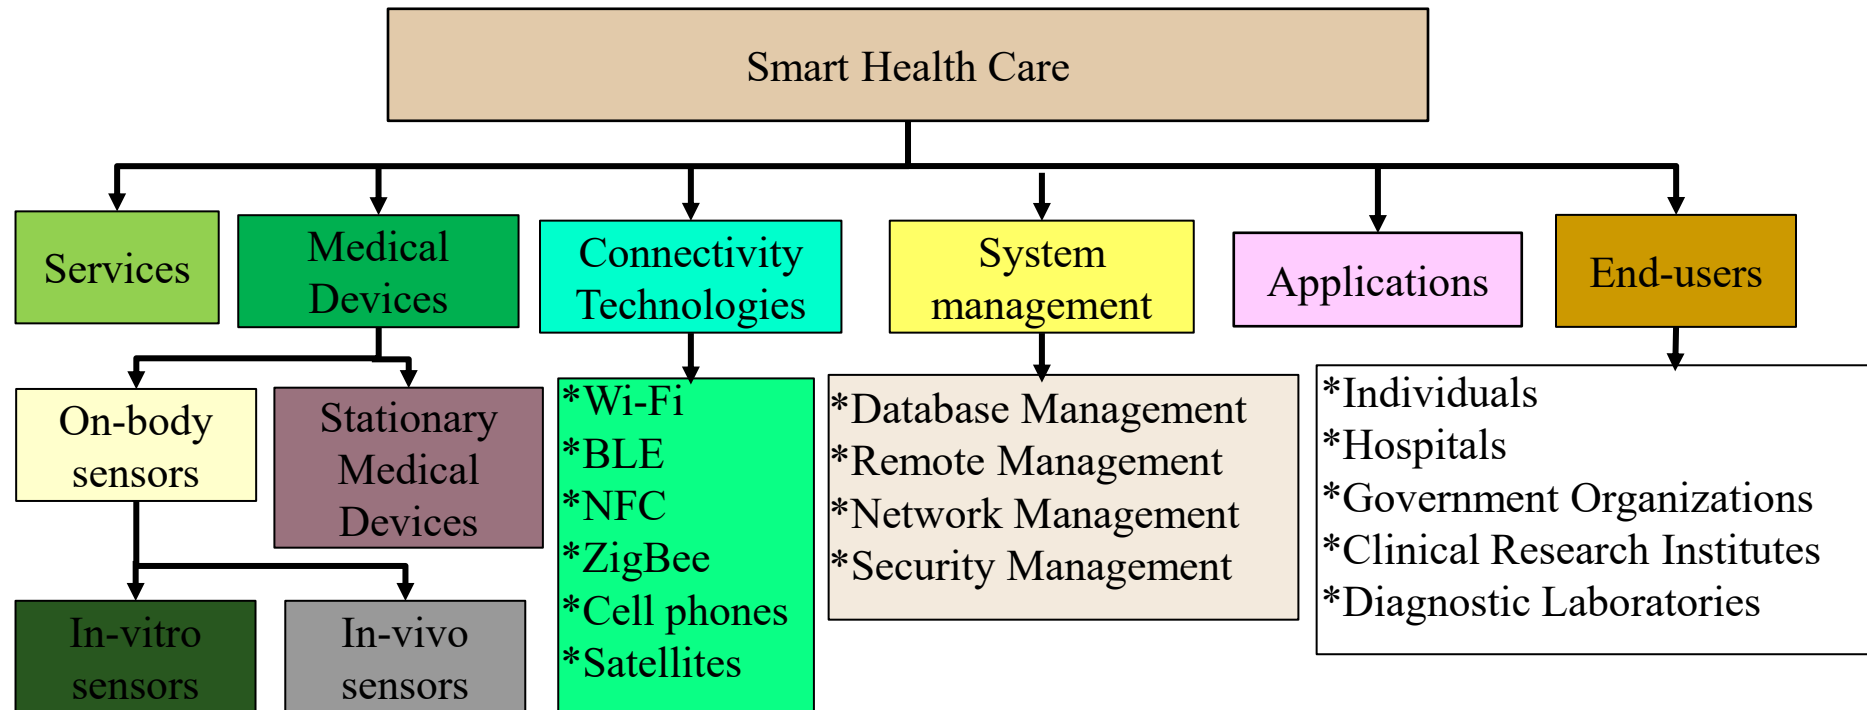 Smart Health Care
Services
Medical
Devices
Connectivity
Technologies
System
management
Applications
End-users
On-body
sensors
Stationary
Medical
Devices
In-vitro
sensors
In-vivo
sensors
*Wi-Fi
*BLE
*NFC
*ZigBee
*Cell phones
*Satellites
*Database Management
*Remote Management
*Network Management
*Security Management
*Individuals
*Hospitals
*Government Organizations
*Clinical Research Institutes
*Diagnostic Laboratories